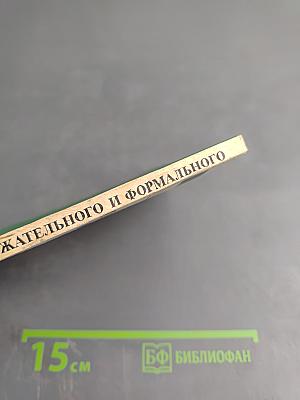 ЖАТЕЛЬНОГО И ФОРМАЛЬНОГО
15 см
БФ БИБЛИОФАН